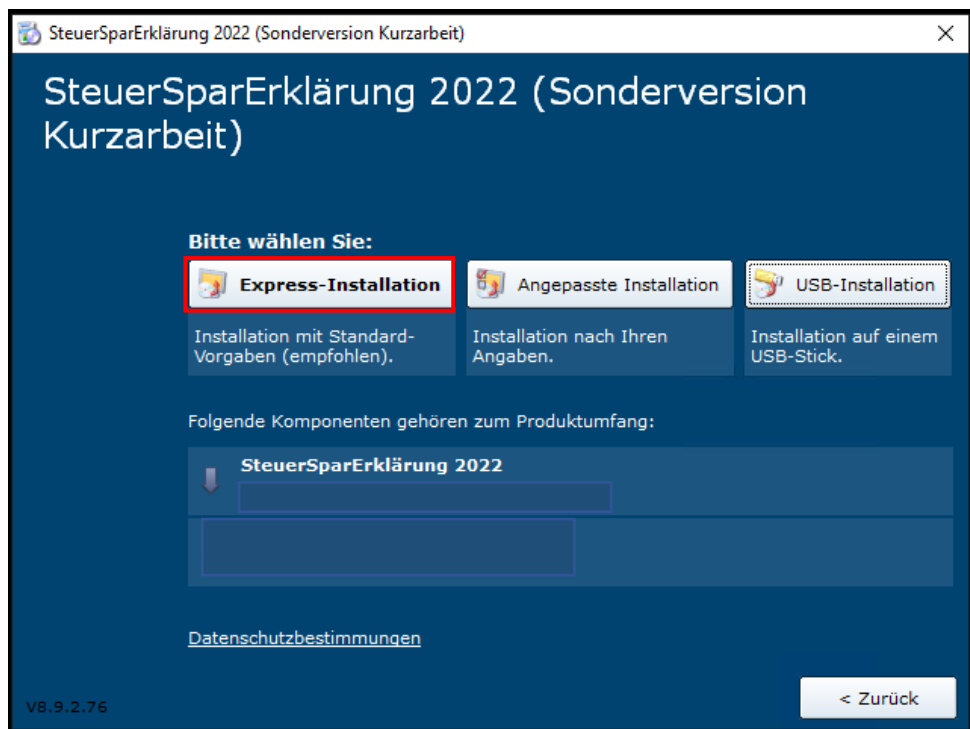 SteuerSparErklärung 2022 (Sonderversion Kurzarbeit)
SteuerSparErklärung 2022 (Sonderversion
Kurzarbeit)
Bitte wählen Sie:
Express-Installation
Angepasste Installation
USB-Installation
Installation mit Standard-
Vorgaben (empfohlen).
Installation nach Ihren
Angaben.
Installation auf einem
USB-Stick.
Folgende Komponenten gehören zum Produktumfang:
SteuerSparErklärung 2022
Datenschutzbestimmungen
V8.9.2.76
< Zurück